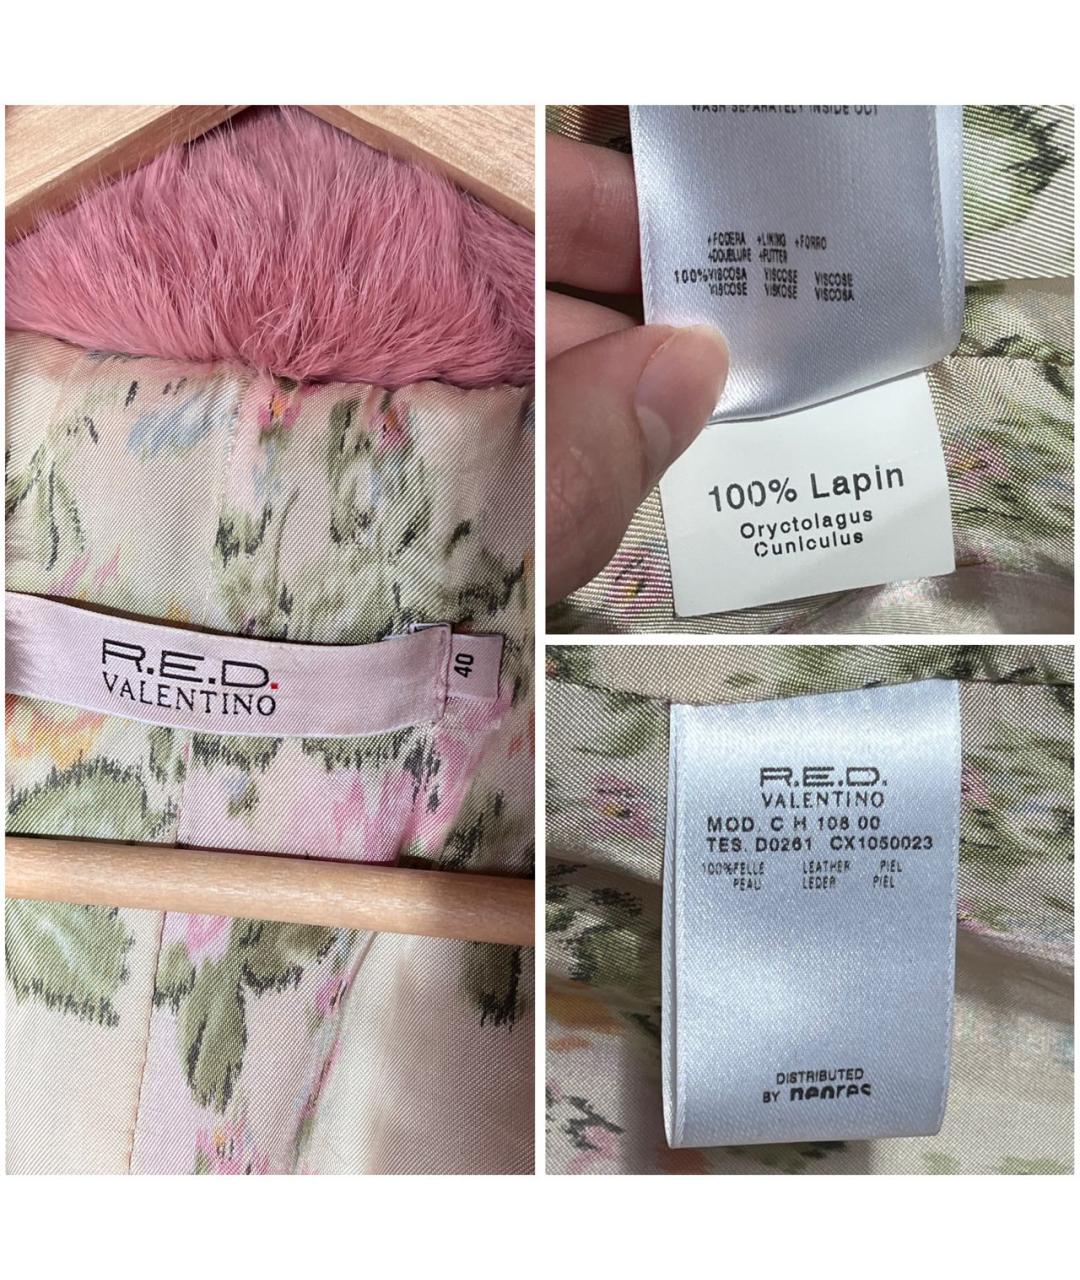 R.E.D.
VALENTINO
40
WASH SEPARATELY INSIDE OUT
+FODERA +LINING +FORRO
+DOUBLURE +FUTTER
100%VISCOSA VISCOSE VISCOSE
VISCOSE VISKOSE VISCOSA
100% Lapin
Oryctolagus
Cuniculus
R.E.D.
VALENTINO
MOD. C H 108 00
TES. D0261 CX1050023
100%PELLE LEATHER PIEL
PEAU LEDER PIEL
DISTRIBUTED
BY neores